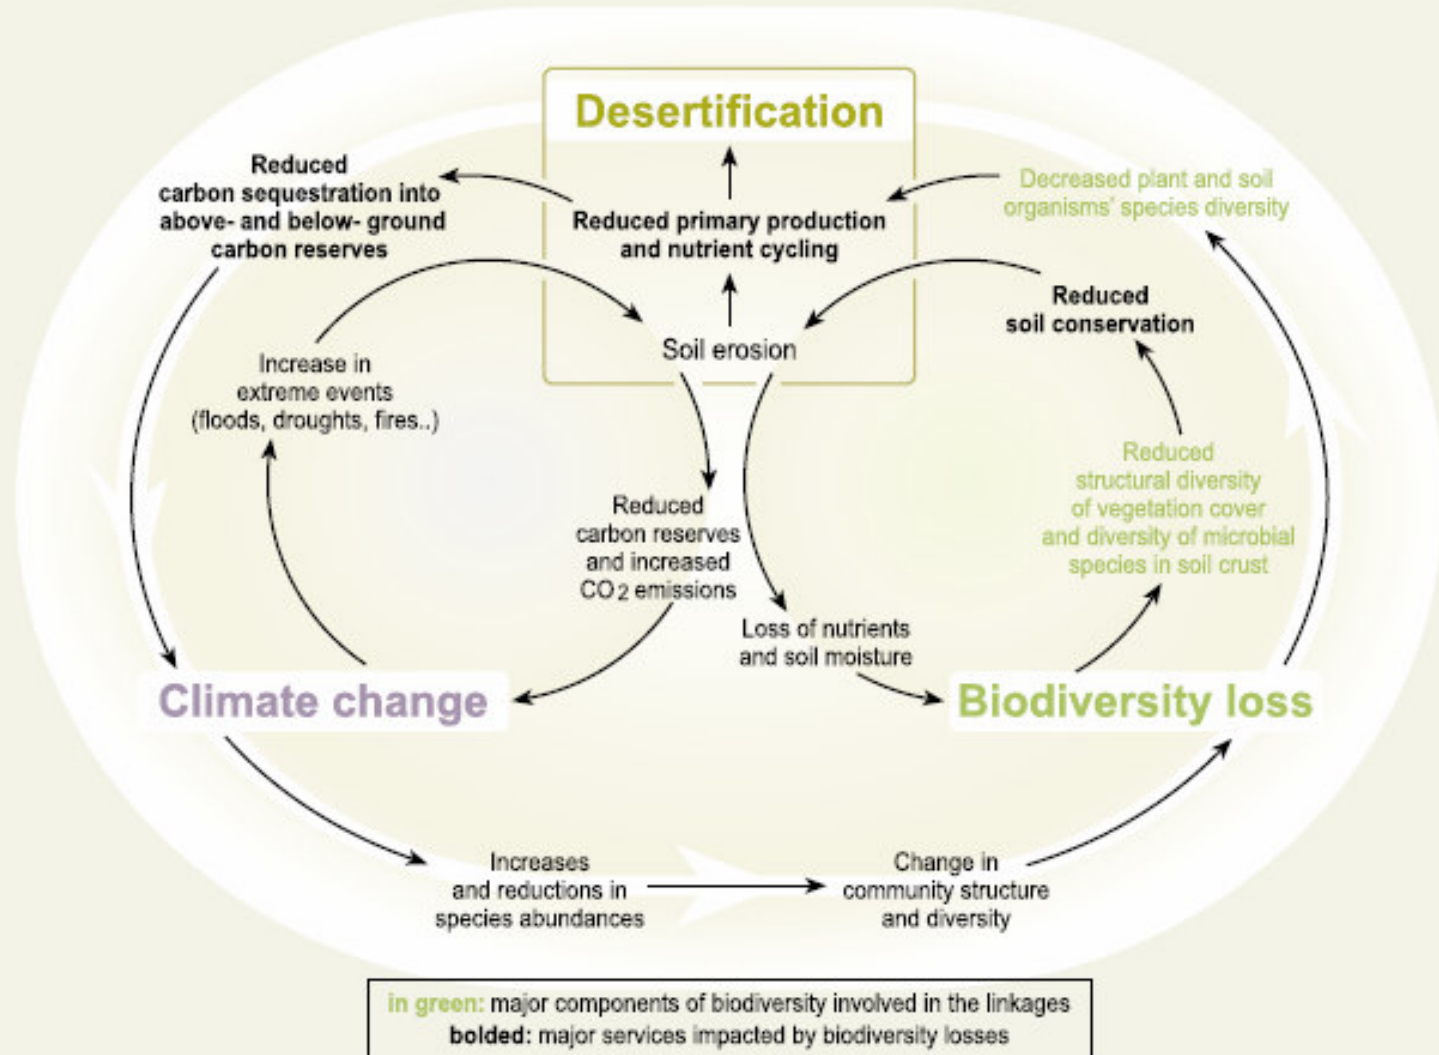 Desertification
Reduced
carbon sequestration into
above- and below- ground
carbon reserves
Reduced primary production
and nutrient cycling
Decreased plant and soil
organisms' species diversity
Reduced
soil conservation
Soil erosion
Increase in
extreme events
(floods, droughts, fires..)
Reduced
structural diversity
of vegetation cover
and diversity of microbial
species in soil crust
Reduced
carbon reserves
and increased
CO2 emissions
Loss of nutrients
and soil moisture
Climate change
Biodiversity loss
Increases
and reductions in
species abundances
Change in
community structure
and diversity
in green: major components of biodiversity involved in the linkages
bolded: major services impacted by biodiversity losses